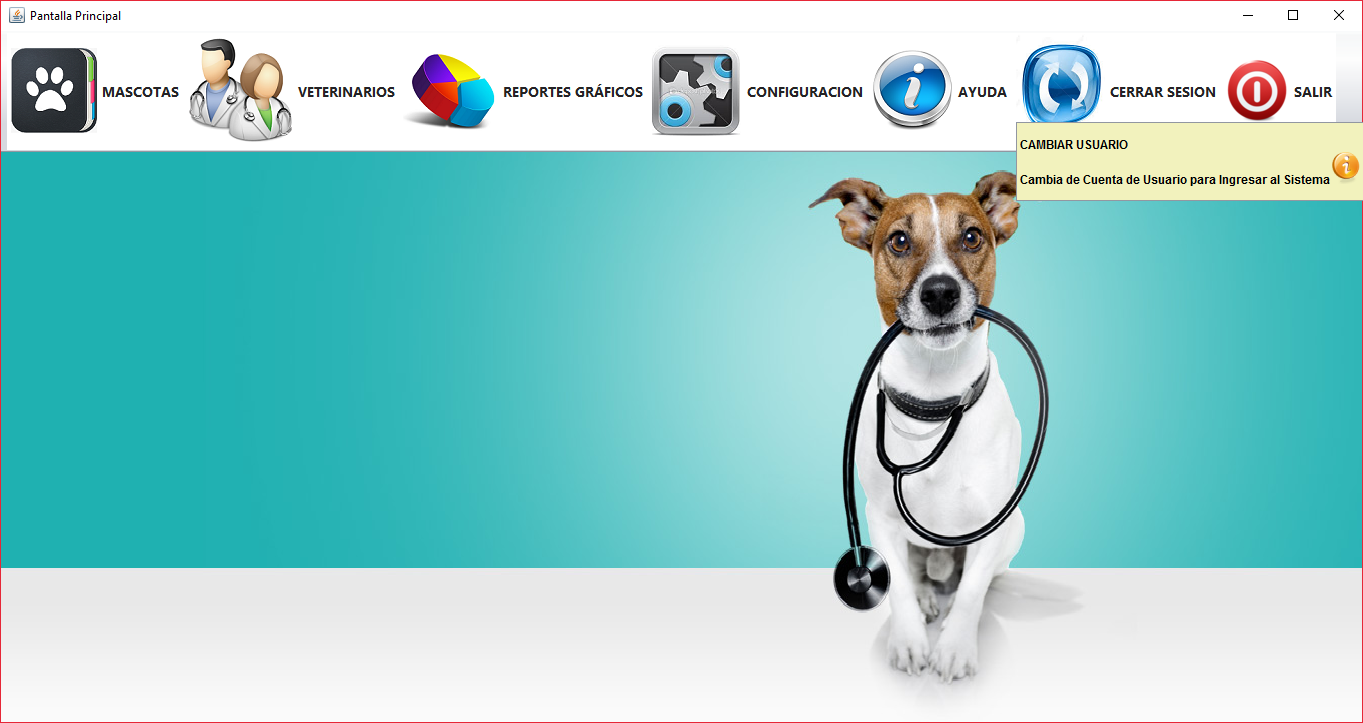 Pantalla Principal
MASCOTAS
VETERINARIOS
REPORTES GRÁFICOS
CONFIGURACION
AYUDA
CERRAR SESION
SALIR
CAMBIAR USUARIO
Cambia de Cuenta de Usuario para Ingresar al Sistema